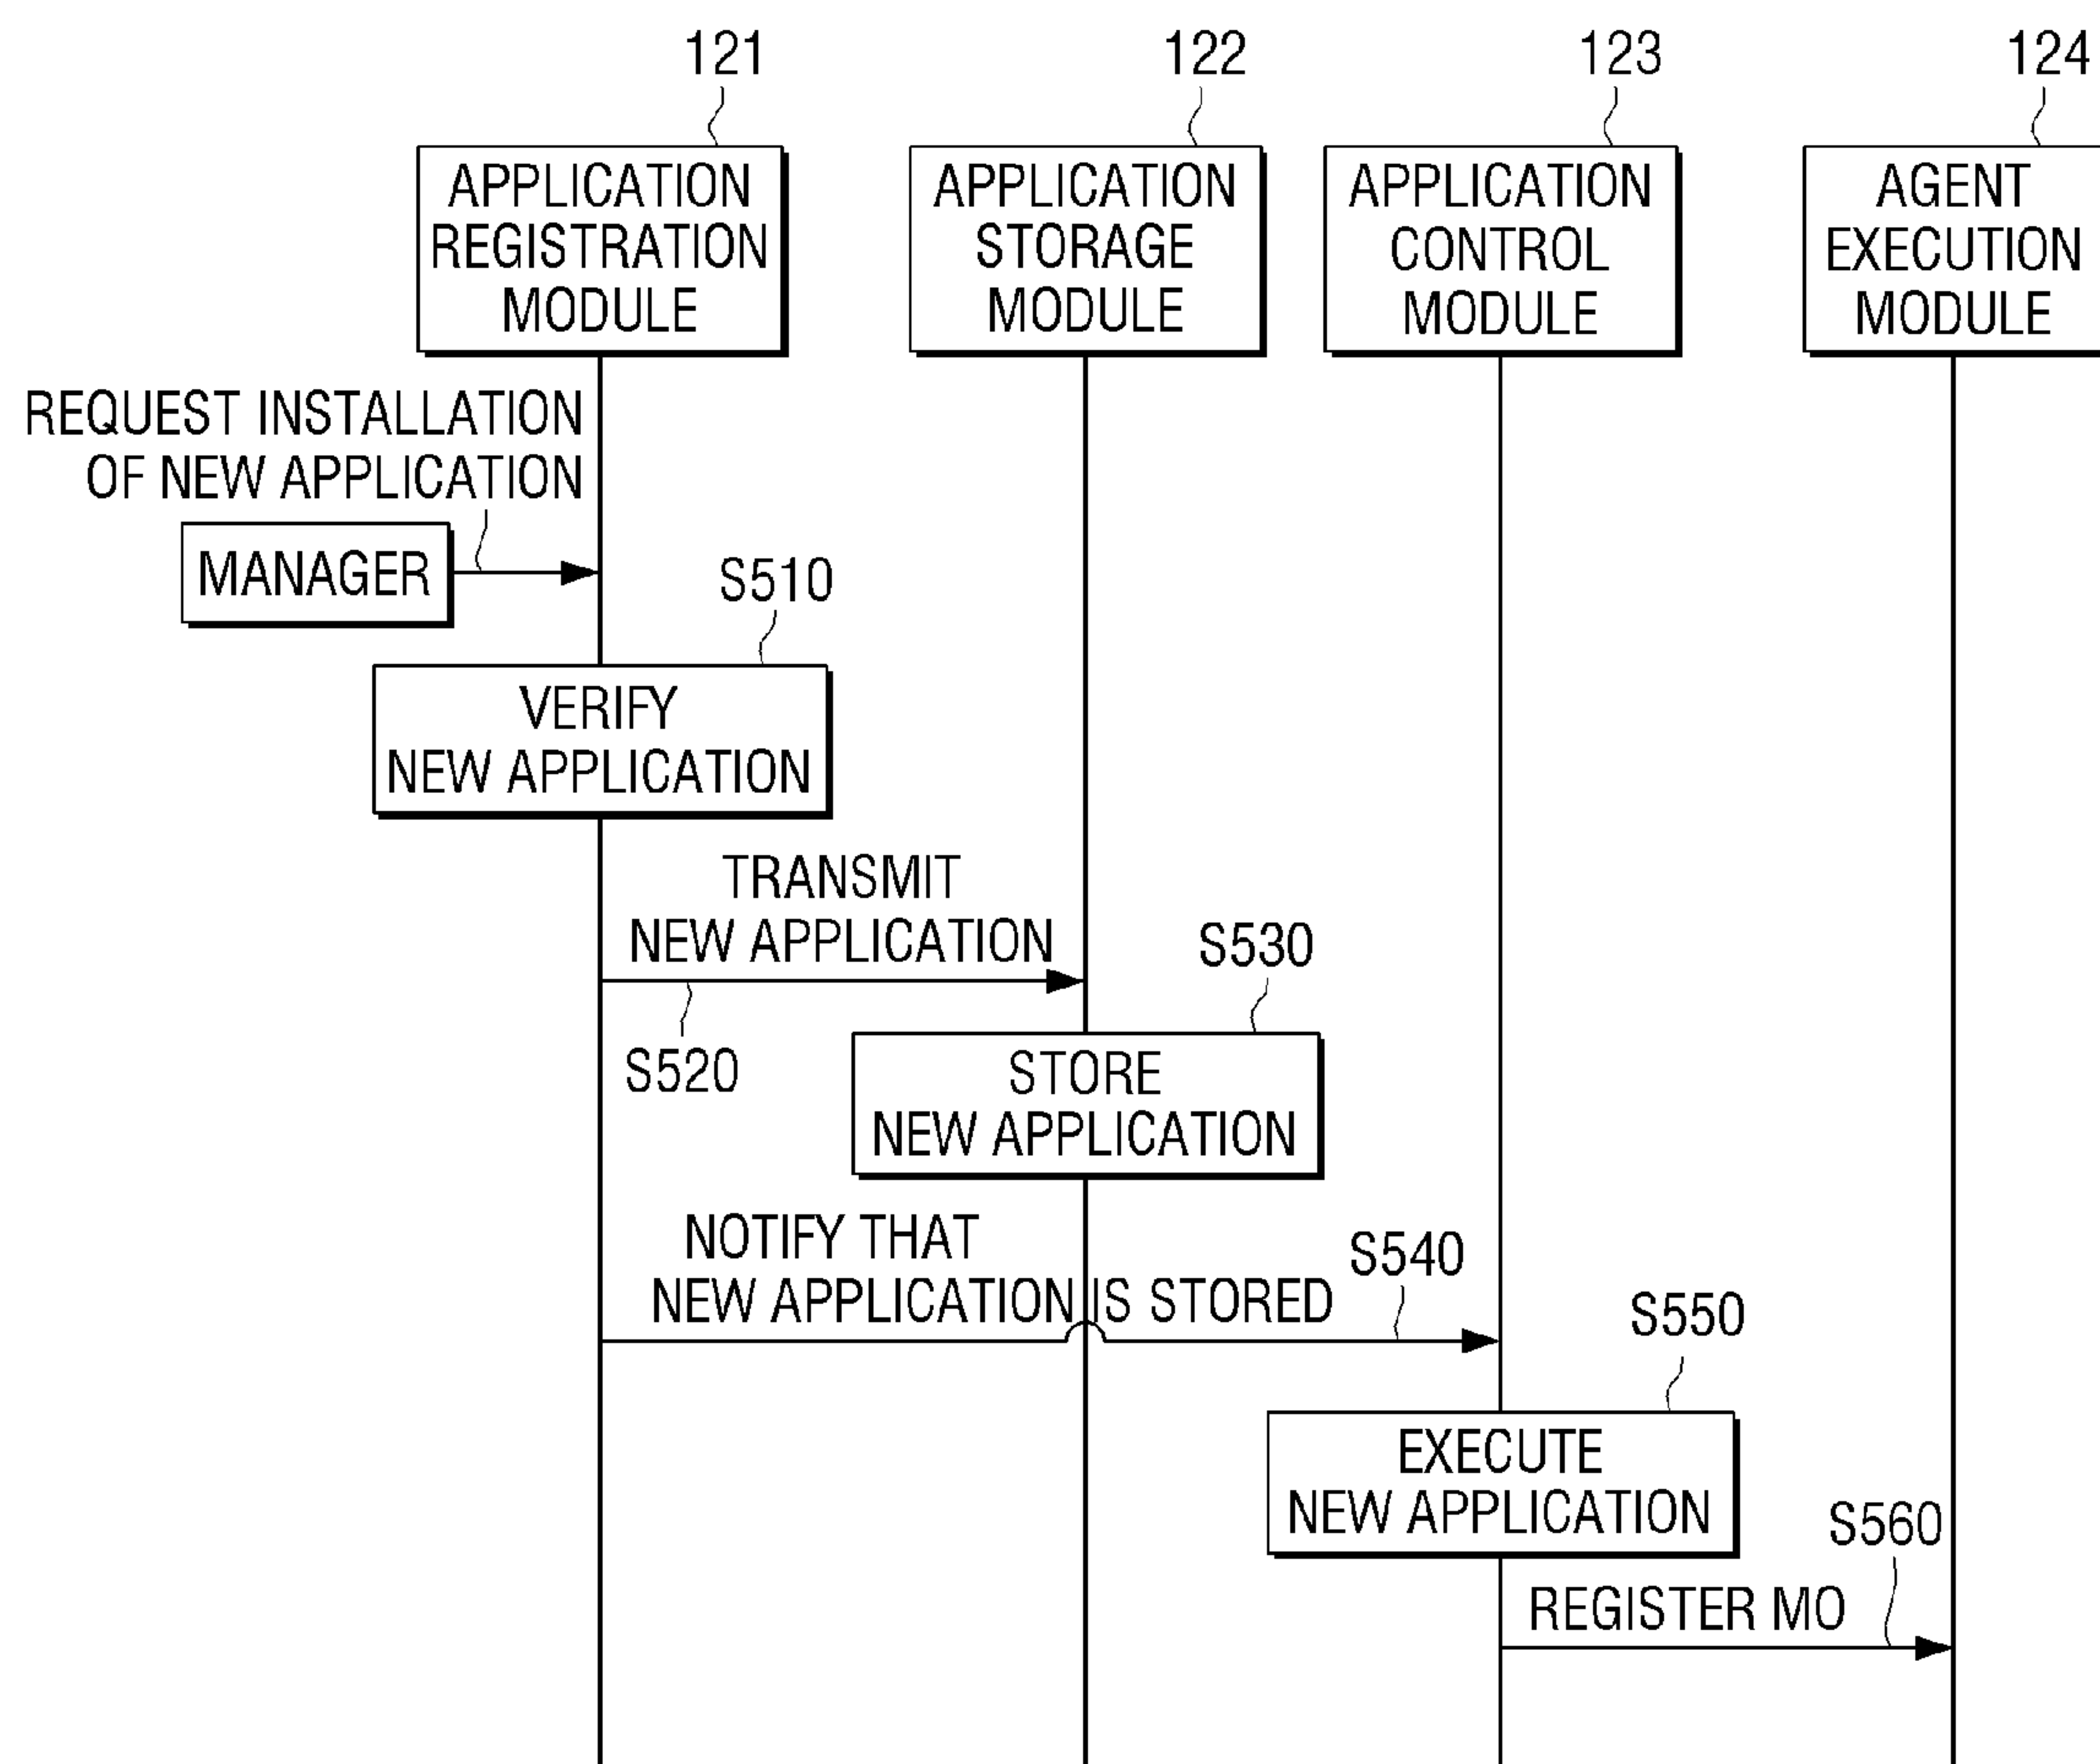 121
122
123
124
APPLICATION
REGISTRATION
MODULE
APPLICATION
STORAGE
MODULE
APPLICATION
CONTROL
MODULE
AGENT
EXECUTION
MODULE
REQUEST INSTALLATION
OF NEW APPLICATION
MANAGER
S510
VERIFY
NEW APPLICATION
TRANSMIT
NEW APPLICATION
S520
S530
STORE
NEW APPLICATION
NOTIFY THAT
NEW APPLICATION IS STORED
S540
S550
EXECUTE
NEW APPLICATION
S560
REGISTER MO